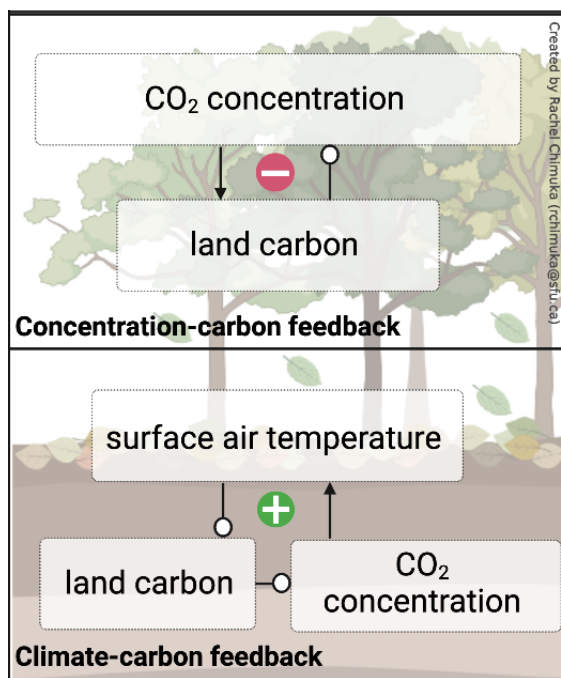 CO₂ concentration
land carbon
Concentration-carbon feedback
surface air temperature
land carbon
CO₂
concentration
Climate-carbon feedback
Created by Rachel Chimuka (rchimuka@sfu.ca)